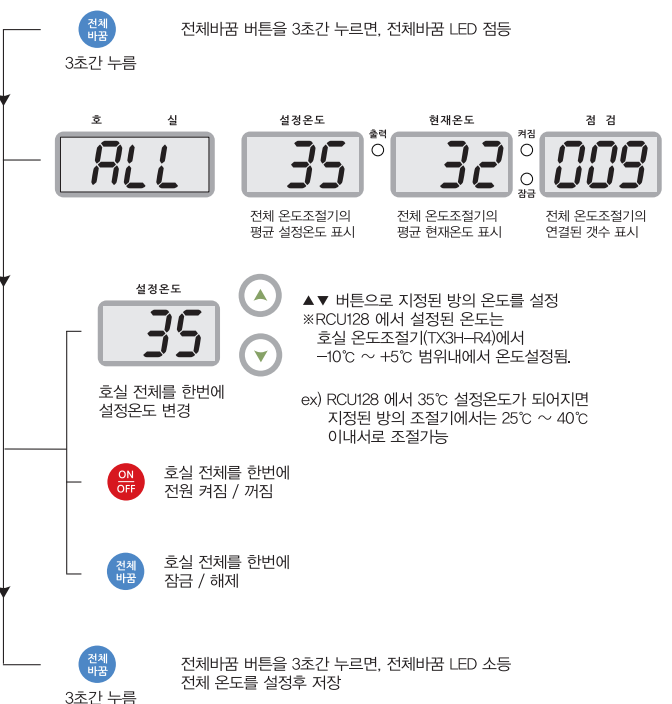 전체
바꿈
전체바꿈 버튼을 3초간 누르면, 전체바꿈 LED 점등
3초간 누름
호 실
설정온도
출력
현재온도
켜짐
잠금
점 검
ALL
35
32
009
전체 온도조절기의
평균 설정온도 표시
전체 온도조절기의
평균 현재온도 표시
전체 온도조절기의
연결된 갯수 표시
설정온도
35
호실 전체를 한번에
설정온도 변경
▲▼ 버튼으로 지정된 방의 온도를 설정
※RCU128 에서 설정된 온도는
호실 온도조절기(TX3H-R4)에서
-10℃ ~ +5℃ 범위내에서 온도설정됨.
ex) RCU128 에서 35℃ 설정온도가 되어지면
지정된 방의 조절기에서는 25℃ ~ 40℃
이내서로 조절가능
ON
OFF
호실 전체를 한번에
전원 켜짐 / 꺼짐
전체
바꿈
호실 전체를 한번에
잠금 / 해제
전체
바꿈
전체바꿈 버튼을 3초간 누르면, 전체바꿈 LED 소등
전체 온도를 설정후 저장
3초간 누름